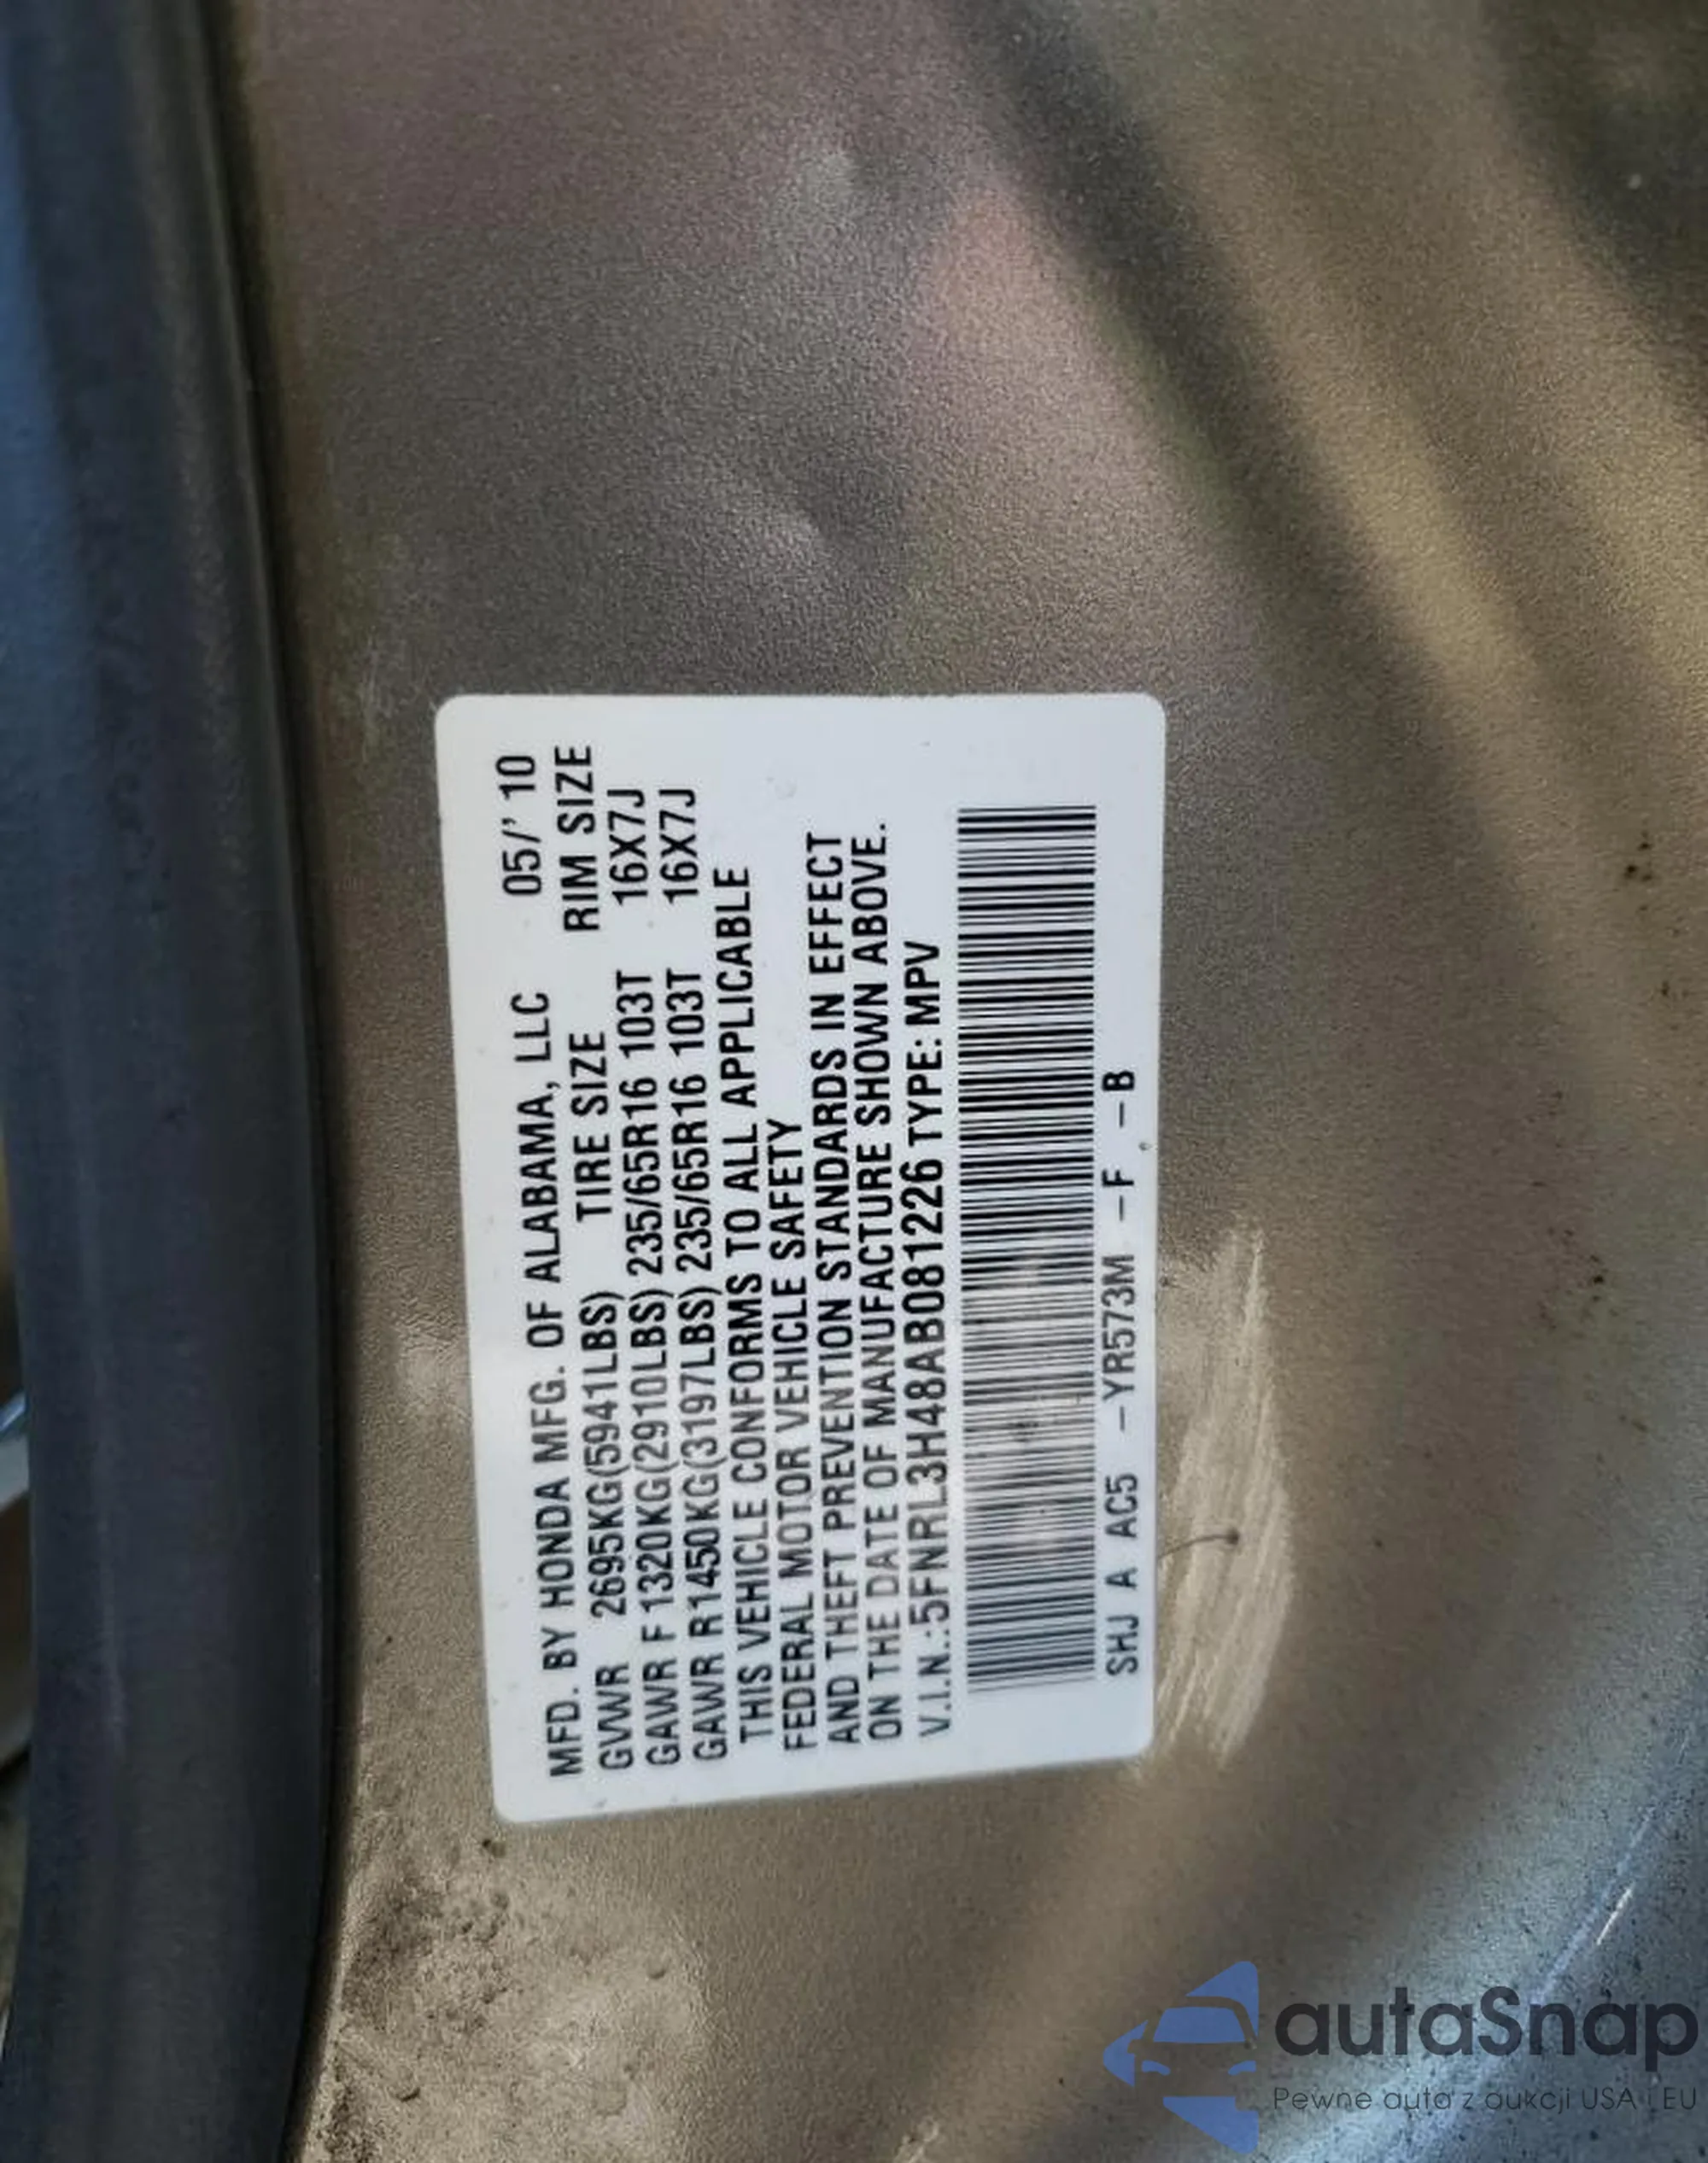 MFD. BY HONDA MFG. OF ALABAMA, LLC 05/' 10
GVWR 2695KG(5941LBS) TIRE SIZE RIM SIZE
GAWR F 1320KG(2910LBS) 235/65R16 103T 16X7J
GAWR R1450KG(3197LBS) 235/65R16 103T 16X7J
THIS VEHICLE CONFORMS TO ALL APPLICABLE
FEDERAL MOTOR VEHICLE SAFETY
AND THEFT PREVENTION STANDARDS IN EFFECT
ON THE DATE OF MANUFACTURE SHOWN ABOVE.
V.I.N.:5FNRL3H48AB081226 TYPE: MPV
SHJ A AC5 –YR573M –F –B
autaSnap
Pewne auta z aukcji USA i EU